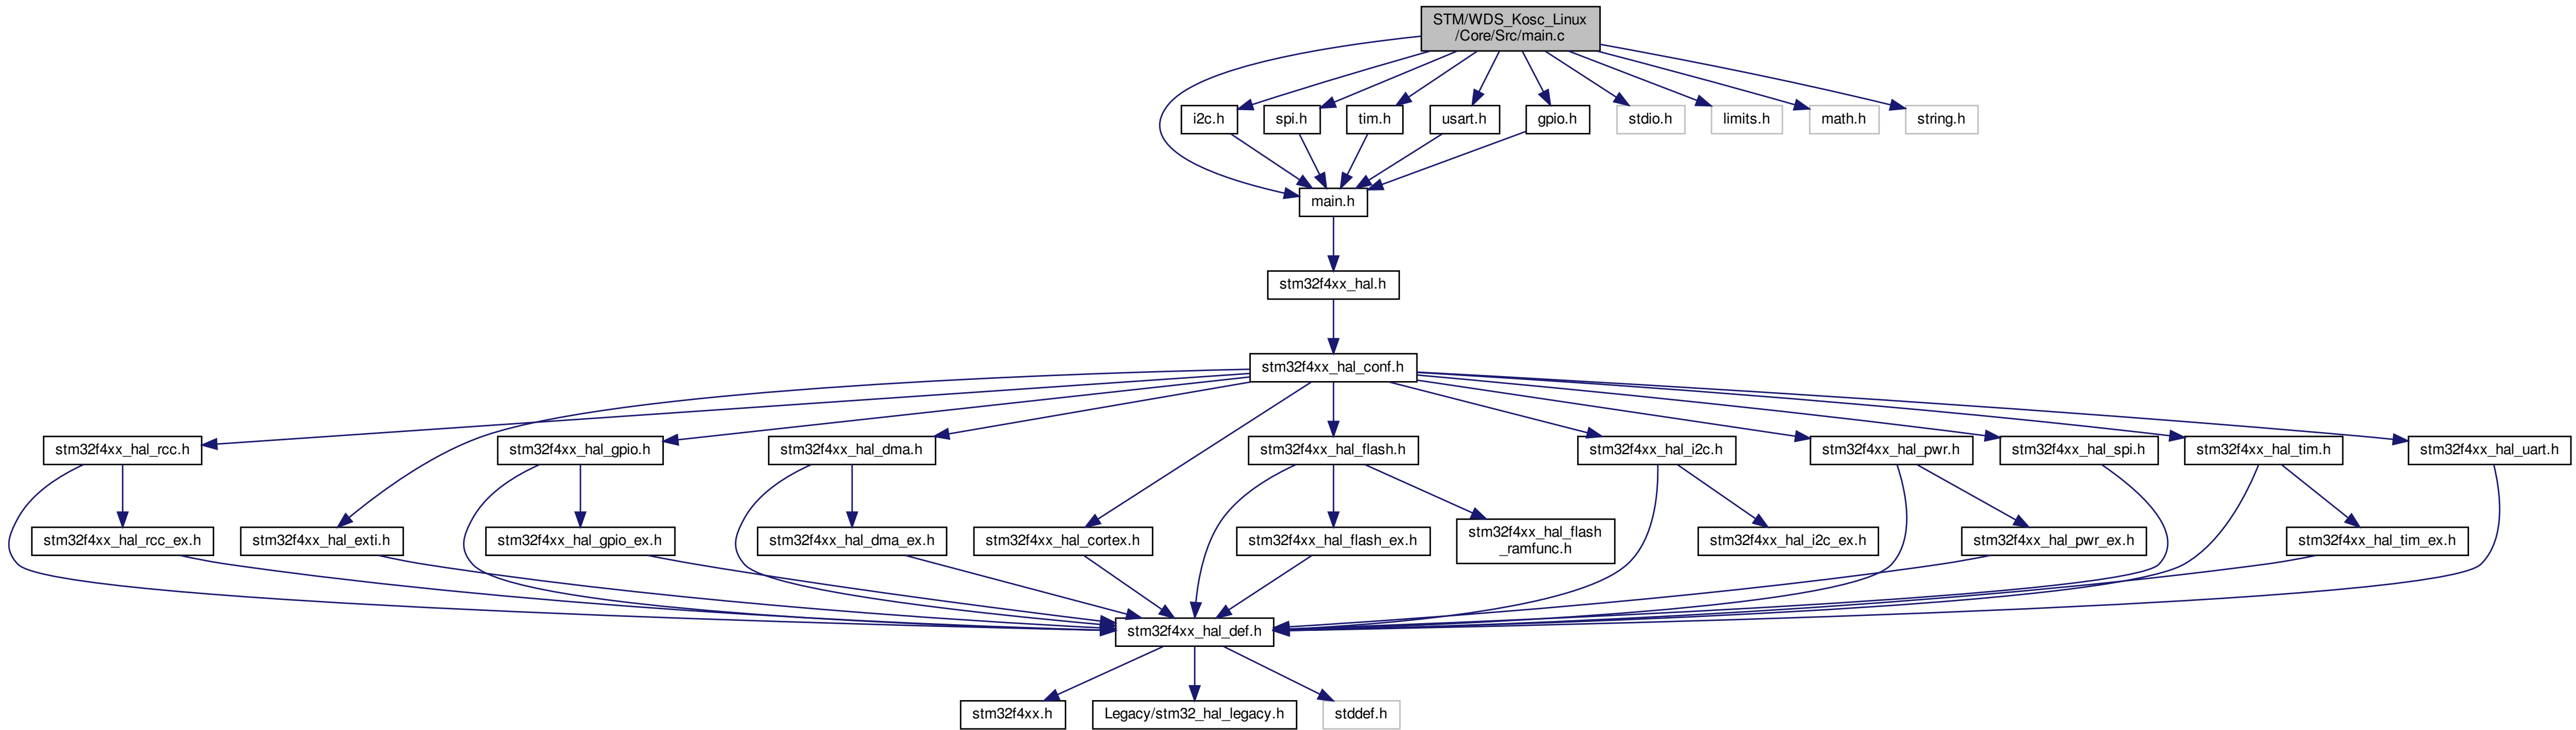 STM/WDS_Kosc_Linux
/Core/Src/main.c
i2c.h
spi.h
tim.h
usart.h
gpio.h
stdio.h
limits.h
math.h
string.h
main.h
stm32f4xx_hal.h
stm32f4xx_hal_conf.h
stm32f4xx_hal_rcc.h
stm32f4xx_hal_gpio.h
stm32f4xx_hal_dma.h
stm32f4xx_hal_flash.h
stm32f4xx_hal_i2c.h
stm32f4xx_hal_pwr.h
stm32f4xx_hal_spi.h
stm32f4xx_hal_tim.h
stm32f4xx_hal_uart.h
stm32f4xx_hal_rcc_ex.h
stm32f4xx_hal_exti.h
stm32f4xx_hal_gpio_ex.h
stm32f4xx_hal_dma_ex.h
stm32f4xx_hal_cortex.h
stm32f4xx_hal_flash_ex.h
stm32f4xx_hal_flash
_ramfunc.h
stm32f4xx_hal_i2c_ex.h
stm32f4xx_hal_pwr_ex.h
stm32f4xx_hal_tim_ex.h
stm32f4xx_hal_def.h
stm32f4xx.h
Legacy/stm32_hal_legacy.h
stddef.h